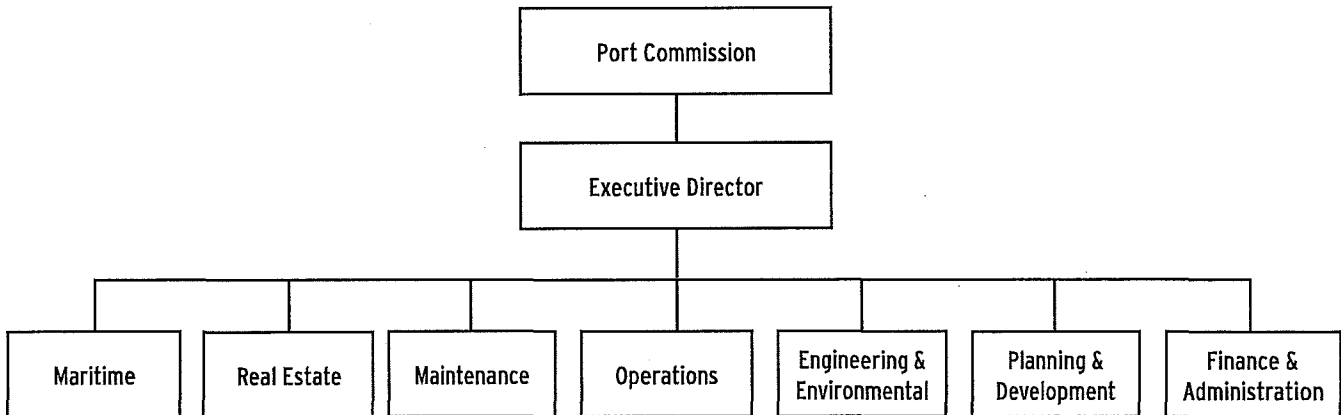 Port Commission
Executive Director
Maritime
Real Estate
Maintenance
Operations
Engineering &
Environmental
Planning &
Development
Finance &
Administration